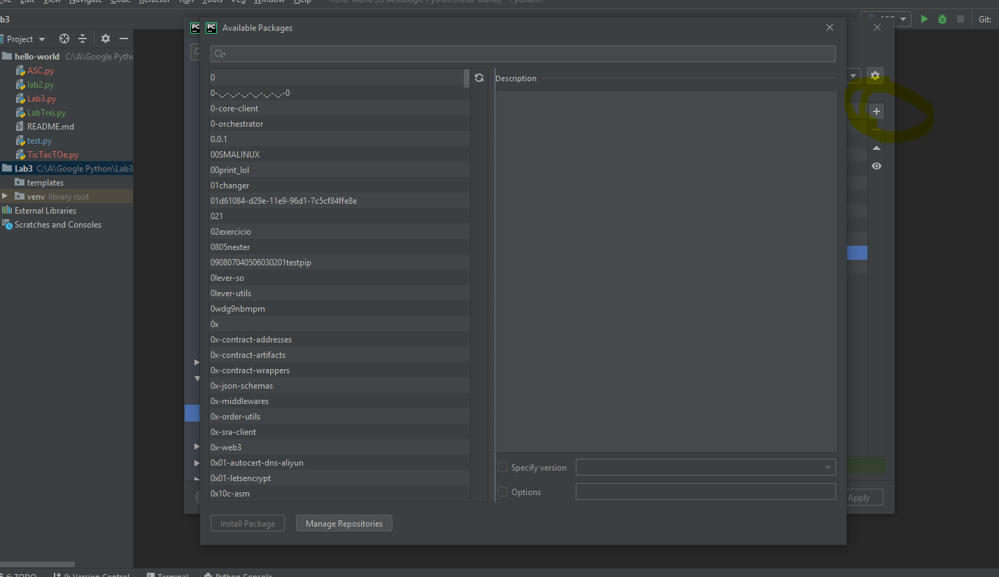 File Edit View Navigate Code Refactor Run Tools VCS Window Help hello-world [C:\A\Google Python\hello-world] - PyCharm
b3
ASC
Git:
Project
hello-world C:\A\Google Pytho
ASC.py
lab2.py
Lab3.py
LabTrei.py
README.md
test.py
TicTacTOe.py
Lab3 C:\A\Google Python\Lab3
templates
venv library root
External Libraries
Scratches and Consoles
PC
PC Available Packages
0
0-._.-._.-._.-._.-._.-._.-0
0-core-client
0-orchestrator
0.0.1
00SMALINUX
00print_lol
01changer
01d61084-d29e-11e9-96d1-7c5cf84ffe8e
021
02exercicio
0805nexter
090807040506030201testpip
0lever-so
0lever-utils
0wdg9nbmpm
0x
0x-contract-addresses
0x-contract-artifacts
0x-contract-wrappers
0x-json-schemas
0x-middlewares
0x-order-utils
0x-sra-client
0x-web3
0x01-autocert-dns-aliyun
0x01-letsencrypt
0x10c-asm
Description
Specify version
Options
Install Package
Manage Repositories
Apply
6: TODO 9: Version Control Terminal Python Console